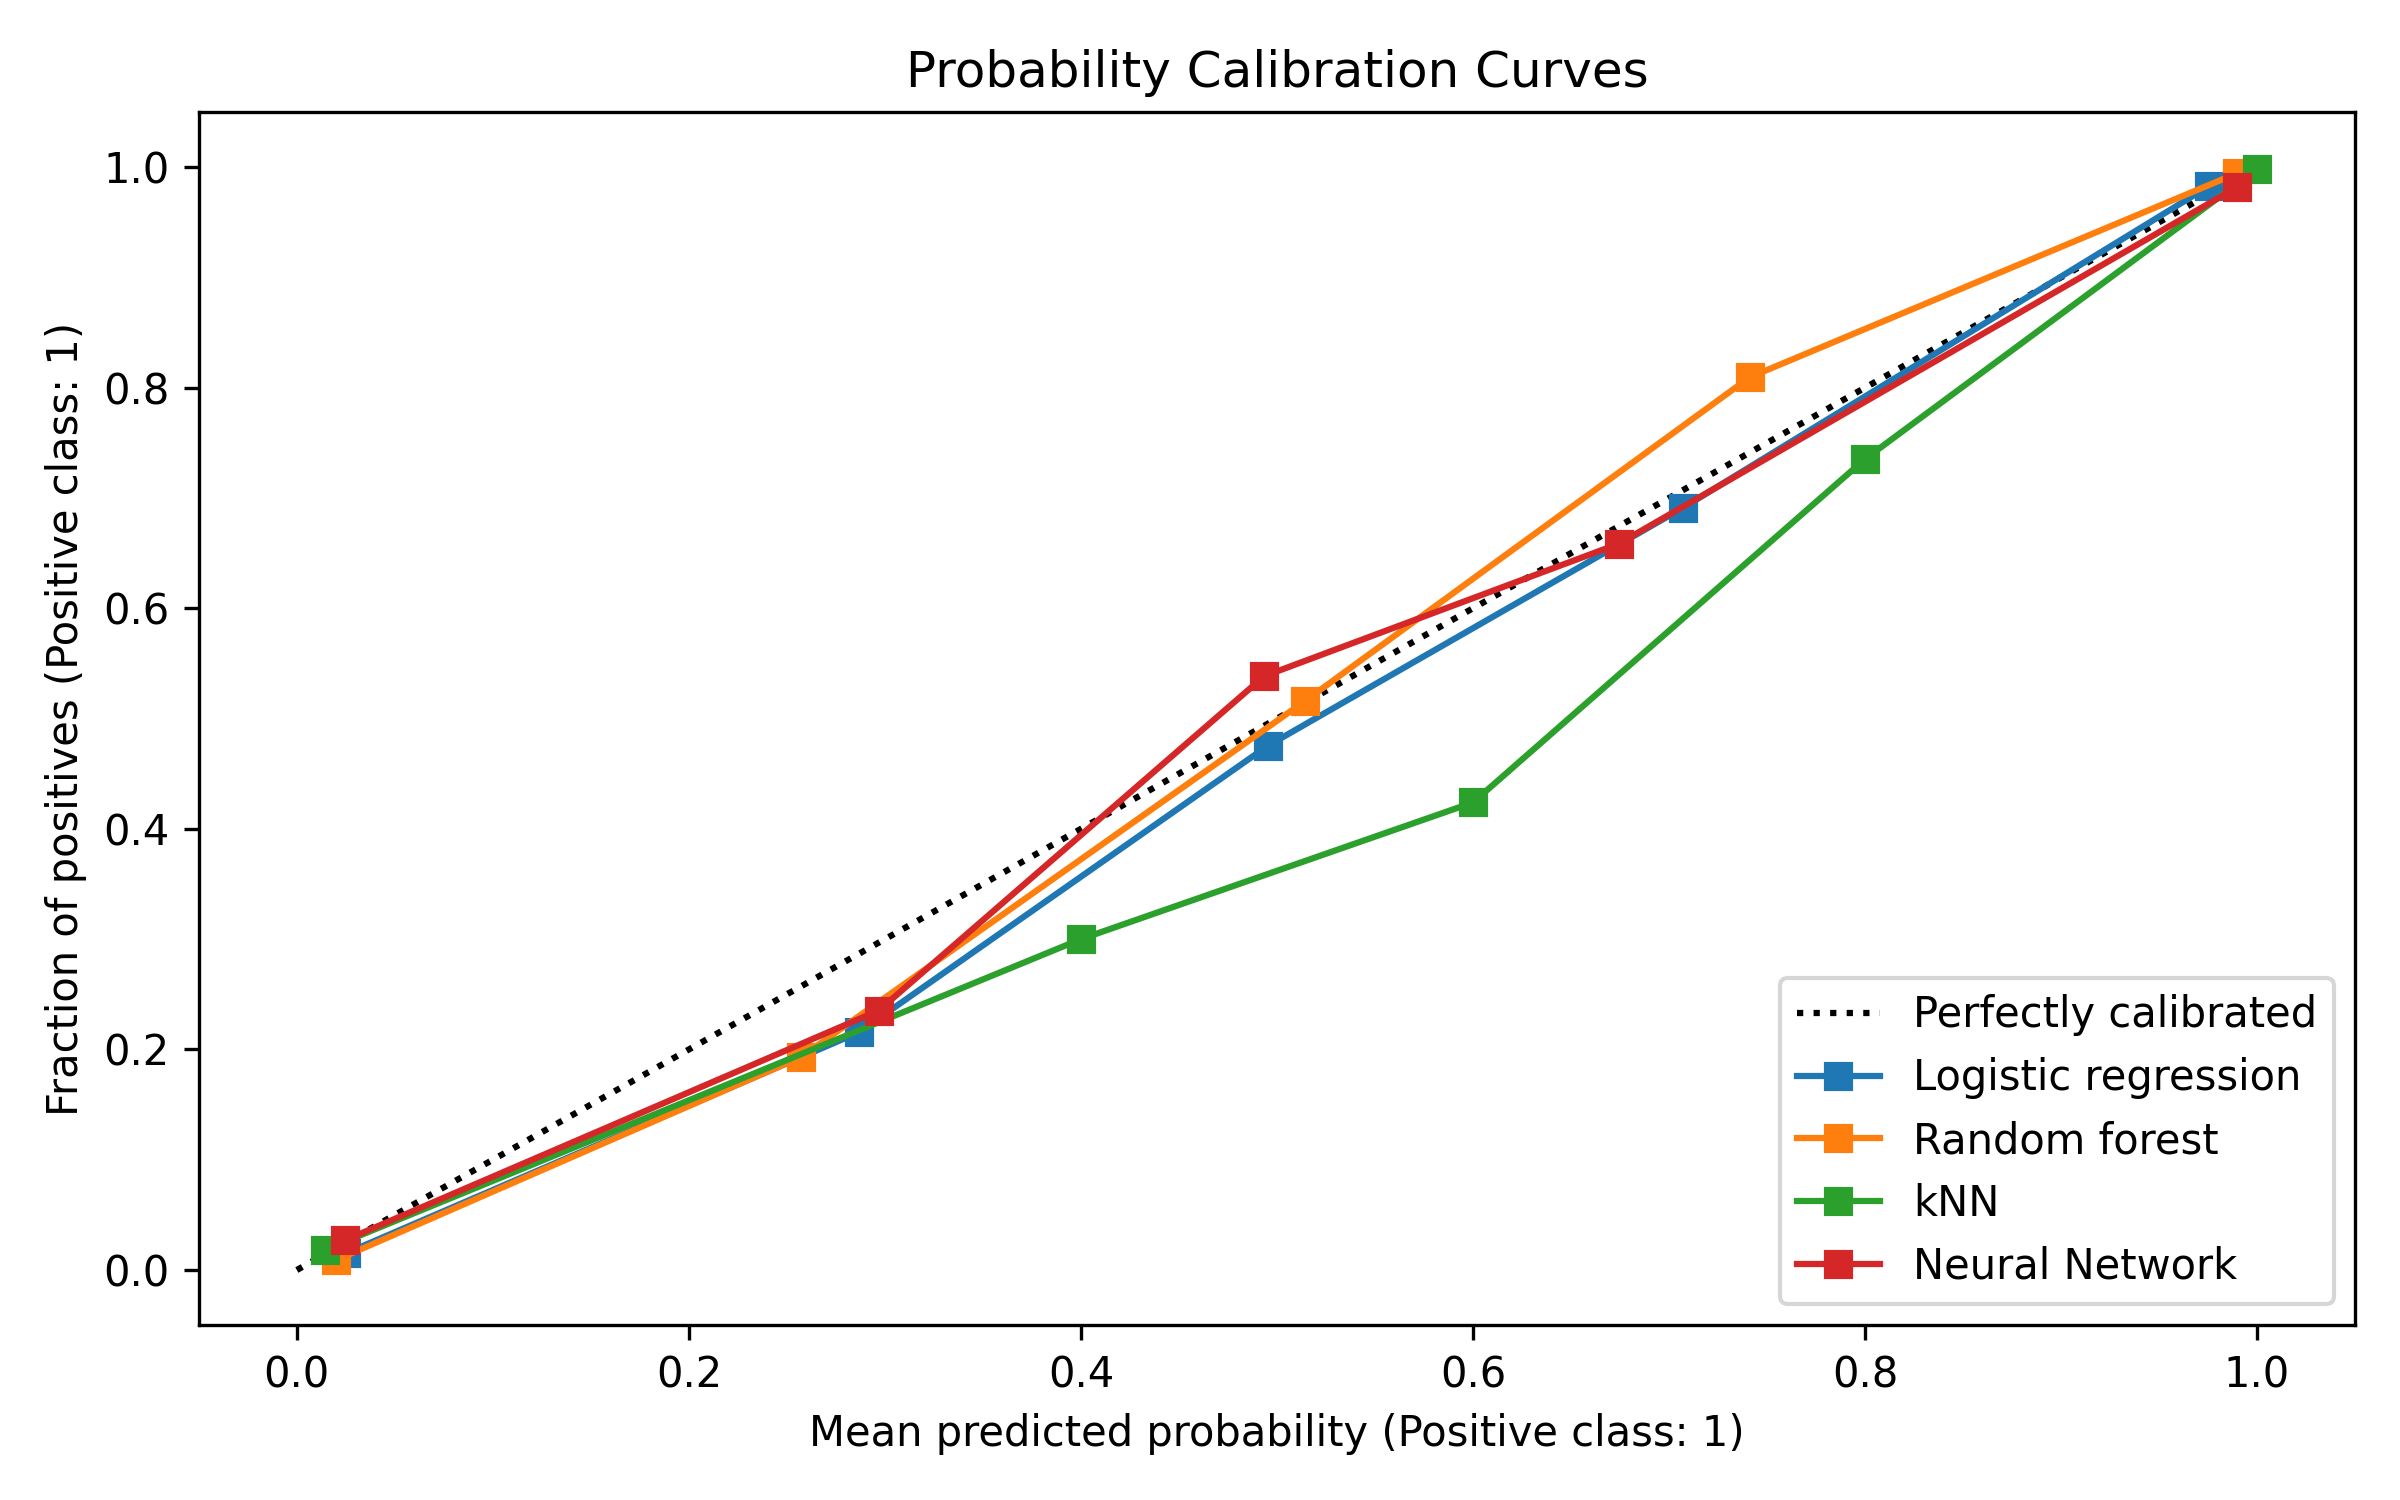 Probability Calibration Curves
Fraction of positives (Positive class: 1)
1.0
0.8
0.6
0.4
0.2
0.0
0.0 0.2 0.4 0.6 0.8 1.0
Mean predicted probability (Positive class: 1)
Perfectly calibrated
Logistic regression
Random forest
kNN
Neural Network